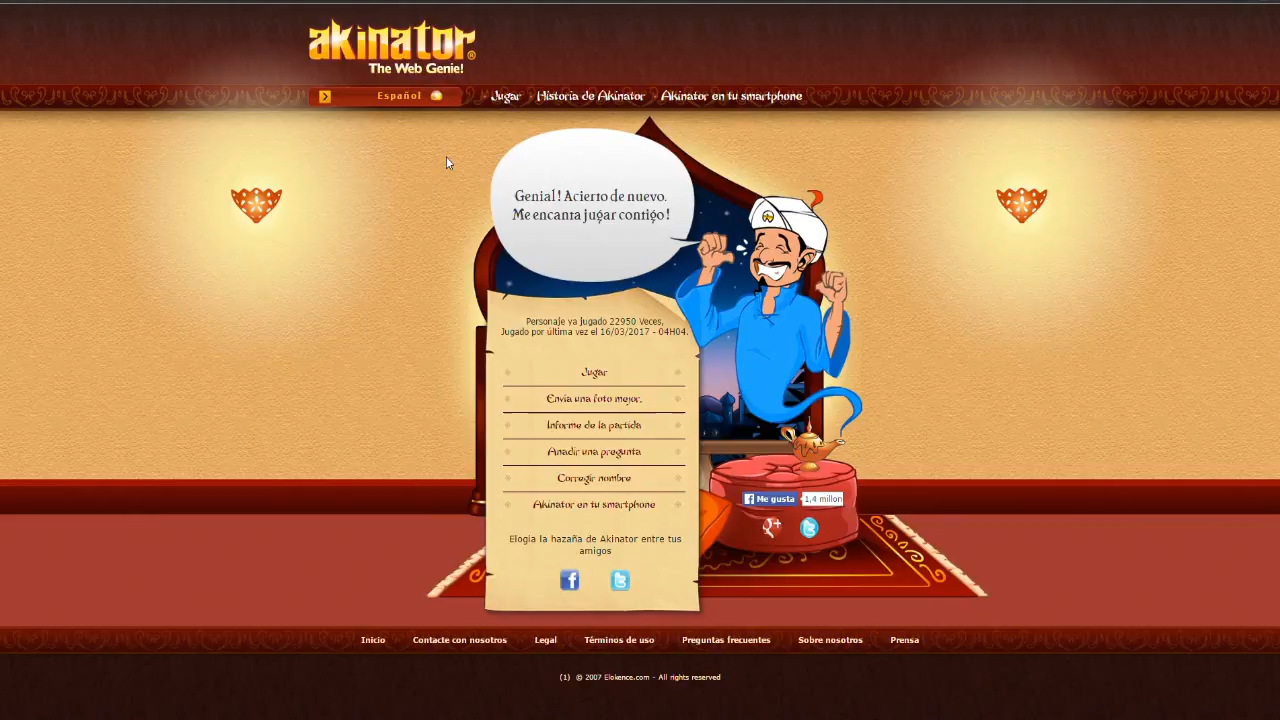 akinator®
The Web Genie!
Español
Jugar
Historia de Akinator
Akinator en tu smartphone
Genial! Acierto de nuevo.
Me encanta jugar contigo!
Personaje ya jugado 22950 Veces,
Jugado por última vez el 16/03/2017 - 04H04.
Jugar
Envía una foto mejor.
Informe de la partida
Añadir una pregunta
Corregir nombre
Akinator en tu smartphone
Me gusta
1,4 millon
Elogia la hazaña de Akinator entre tus
amigos
Inicio
Contacte con nosotros
Legal
Términos de uso
Preguntas frecuentes
Sobre nosotros
Prensa
(1) © 2007 Elokence.com - All rights reserved